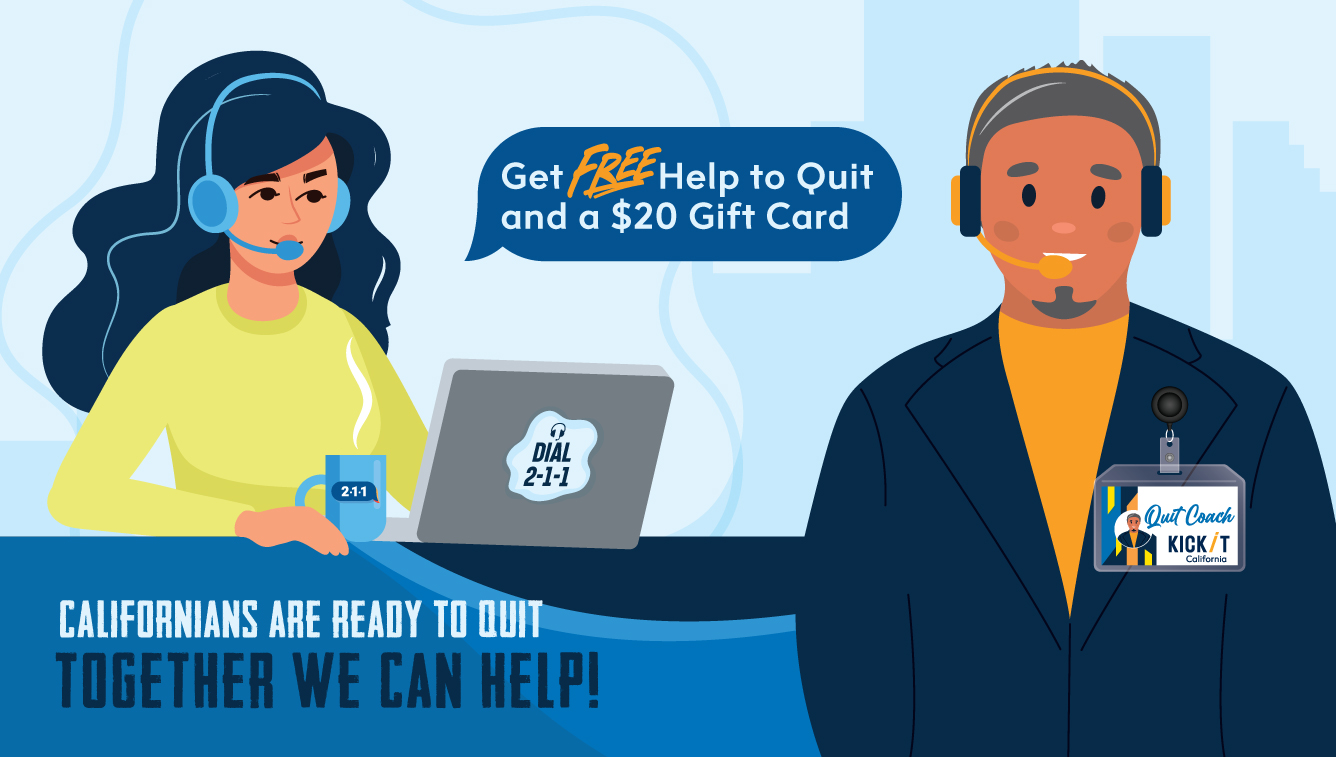 Get FREE Help to Quit
and a $20 Gift Card
DIAL
2-1-1
2·1·1
Quit Coach
KICK iT
California
CALIFORNIANS ARE READY TO QUIT
TOGETHER WE CAN HELP!